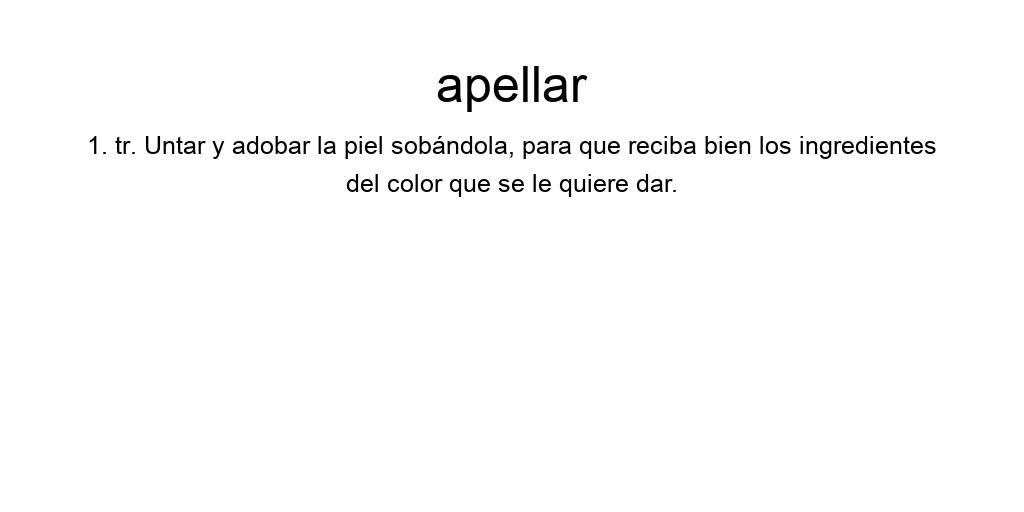 apellar
1. tr. Untar y adobar la piel sobándola, para que reciba bien los ingredientes
del color que se le quiere dar.